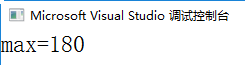 Microsoft Visual Studio 调试控制台
max=180